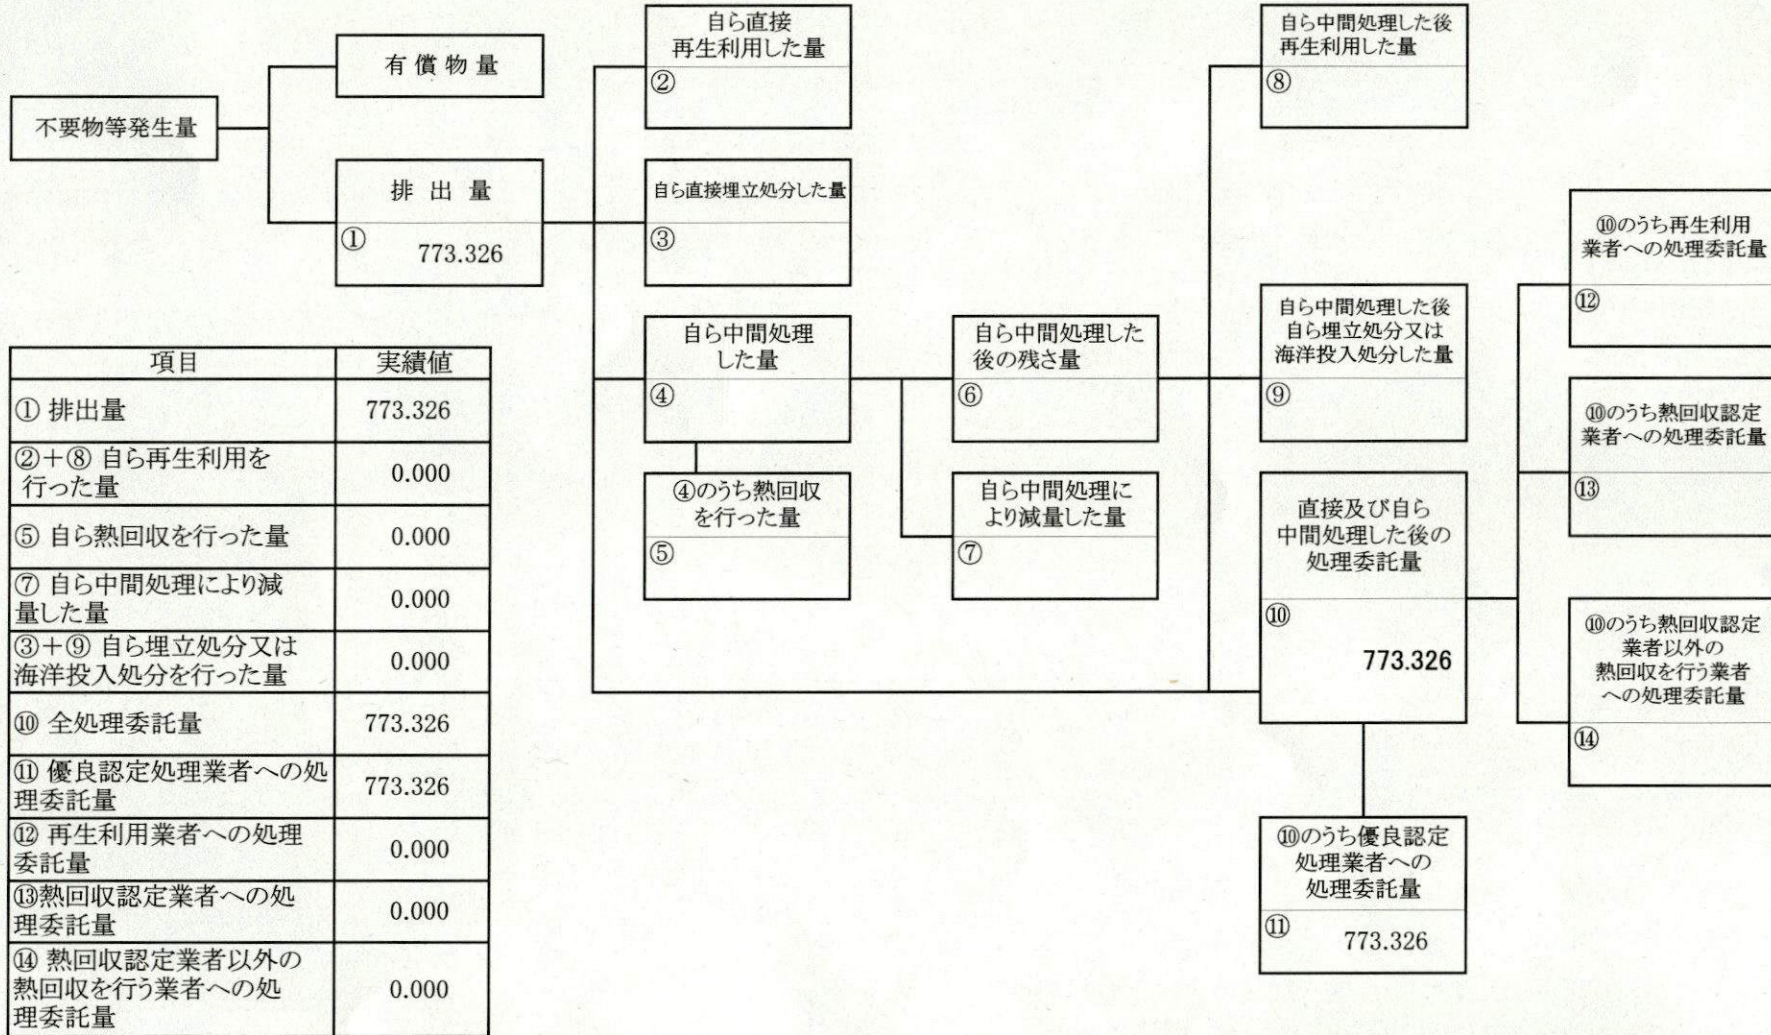 不要物等発生量
有償物量
排出量
①
773.326
自ら直接
再生利用した量
②
自ら直接埋立処分した量
③
自ら中間処理
した量
④
④のうち熱回収
を行った量
⑤
自ら中間処理した
後の残さ量
⑥
自ら中間処理に
より減量した量
⑦
自ら中間処理した後
再生利用した量
⑧
自ら中間処理した後
自ら埋立処分又は
海洋投入処分した量
⑨
直接及び自ら
中間処理した後の
処理委託量
⑩
773.326
⑩のうち優良認定
処理業者への
処理委託量
⑪
773.326
⑩のうち再生利用
業者への処理委託量
⑫
⑩のうち熱回収認定
業者への処理委託量
⑬
⑩のうち熱回収認定
業者以外の
熱回収を行う業者
への処理委託量
⑭
項目 実績値
① 排出量 773.326
②+⑧ 自ら再生利用を
行った量 0.000
⑤ 自ら熱回収を行った量 0.000
⑦ 自ら中間処理により減
量した量 0.000
③+⑨ 自ら埋立処分又は
海洋投入処分を行った量 0.000
⑩ 全処理委託量 773.326
⑪ 優良認定処理業者への処
理委託量 773.326
⑫ 再生利用業者への処理
委託量 0.000
⑬熱回収認定業者への処
理委託量 0.000
⑭ 熱回収認定業者以外の
熱回収を行う業者への処
理委託量 0.000